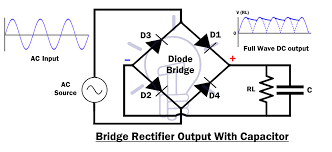 V (RL)
D3
D1
0
t
AC Input
Diode
Bridge
Full Wave DC output
-
+
AC
Source
D2
D4
RL
C
Bridge Rectifier Output With Capacitor